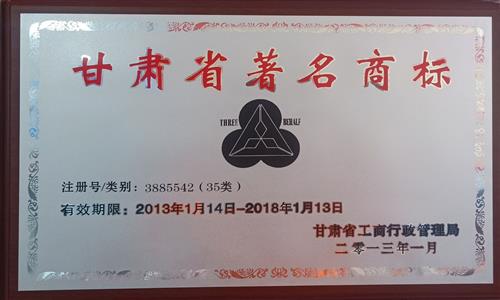 甘肃省著名商标
THREE BEHALF
注册号/类别：3885542（35类）
有效期限：2013年1月14日-2018年1月13日
甘肃省工商行政管理局
二零一三年一月